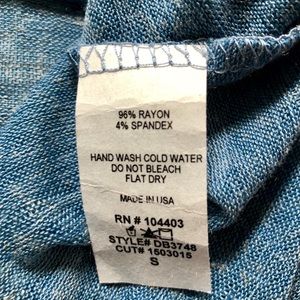 96% RAYON
4% SPANDEX
HAND WASH COLD WATER
DO NOT BLEACH
FLAT DRY
MADE IN USA
RN # 104403
STYLE# DB3748
CUT# 1503015
S